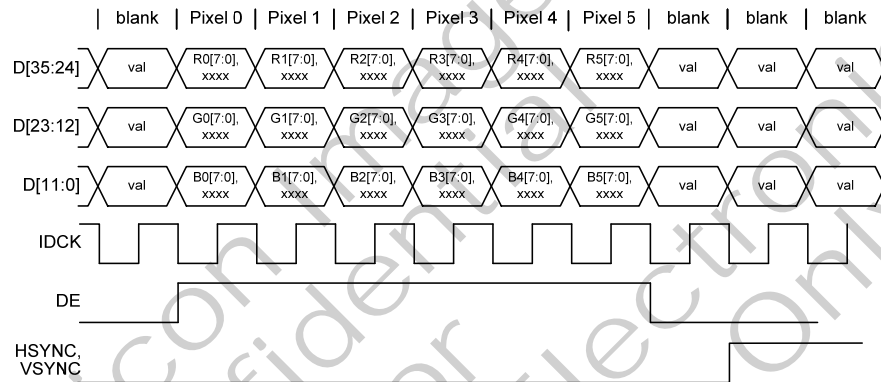 blank | Pixel 0 | Pixel 1 | Pixel 2 | Pixel 3 | Pixel 4 | Pixel 5 | blank | blank | blank
D[35:24] val R0[7:0], xxxx R1[7:0], xxxx R2[7:0], xxxx R3[7:0], xxxx R4[7:0], xxxx R5[7:0], xxxx val val val
D[23:12] val G0[7:0], xxxx G1[7:0], xxxx G2[7:0], xxxx G3[7:0], xxxx G4[7:0], xxxx G5[7:0], xxxx val val val
D[11:0] val B0[7:0], xxxx B1[7:0], xxxx B2[7:0], xxxx B3[7:0], xxxx B4[7:0], xxxx B5[7:0], xxxx val val val
IDCK
DE
HSYNC,
VSYNC